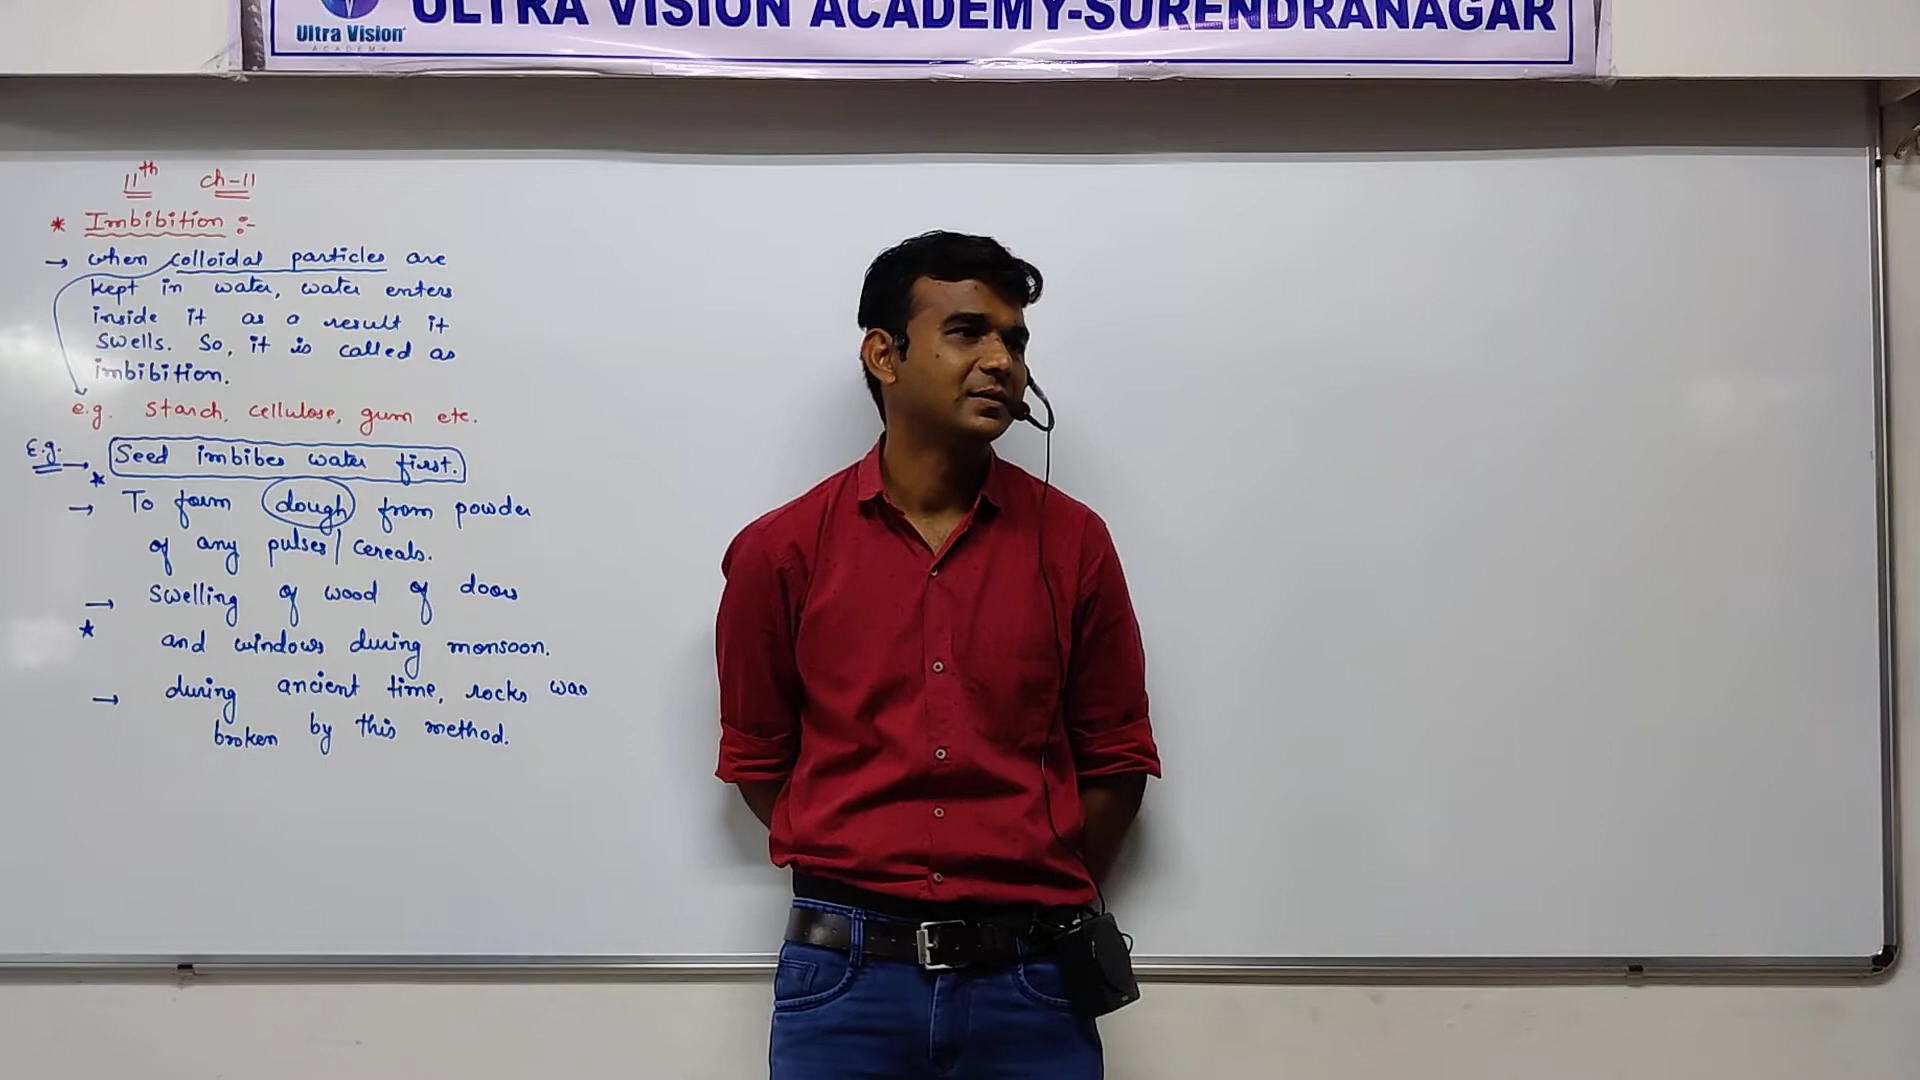 ULTRA VISION ACADEMY-SURENDRANAGAR
Ultra Vision
ACADEMY
11th ch-11
* Imbibition :-
→ when colloidal particles are
kept in water, water enters
inside it as a result it
swells. So, it is called as
imbibition.
e.g. starch, cellulose, gum etc.
E.g. → Seed imbibes water first.
★
→ To form dough from powder
of any pulses/cereals.
→ swelling of wood of doors
★ and windows during monsoon.
→ during ancient time, rocks was
broken by this method.